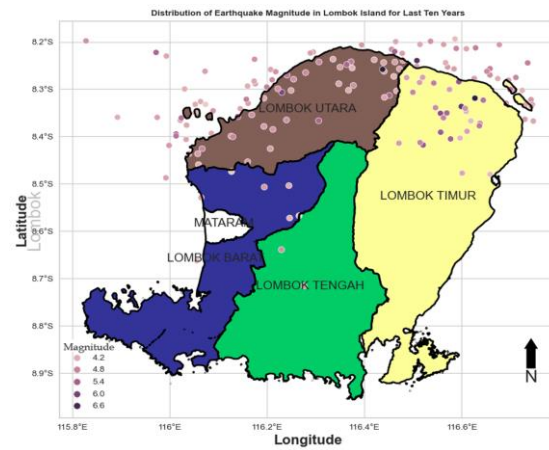 Distribution of Earthquake Magnitude in Lombok Island for Last Ten Years
8.2°S
8.3°S
8.4°S
8.5°S
8.6°S
8.7°S
8.8°S
8.9°S
Latitude
Lombok
LOMBOK UTARA
LOMBOK TIMUR
MATARAM
LOMBOK BARAT
LOMBOK TENGAH
Magnitude
4.2
4.8
5.4
6.0
6.6
N
115.8°E
116°E
116.2°E
116.4°E
116.6°E
Longitude